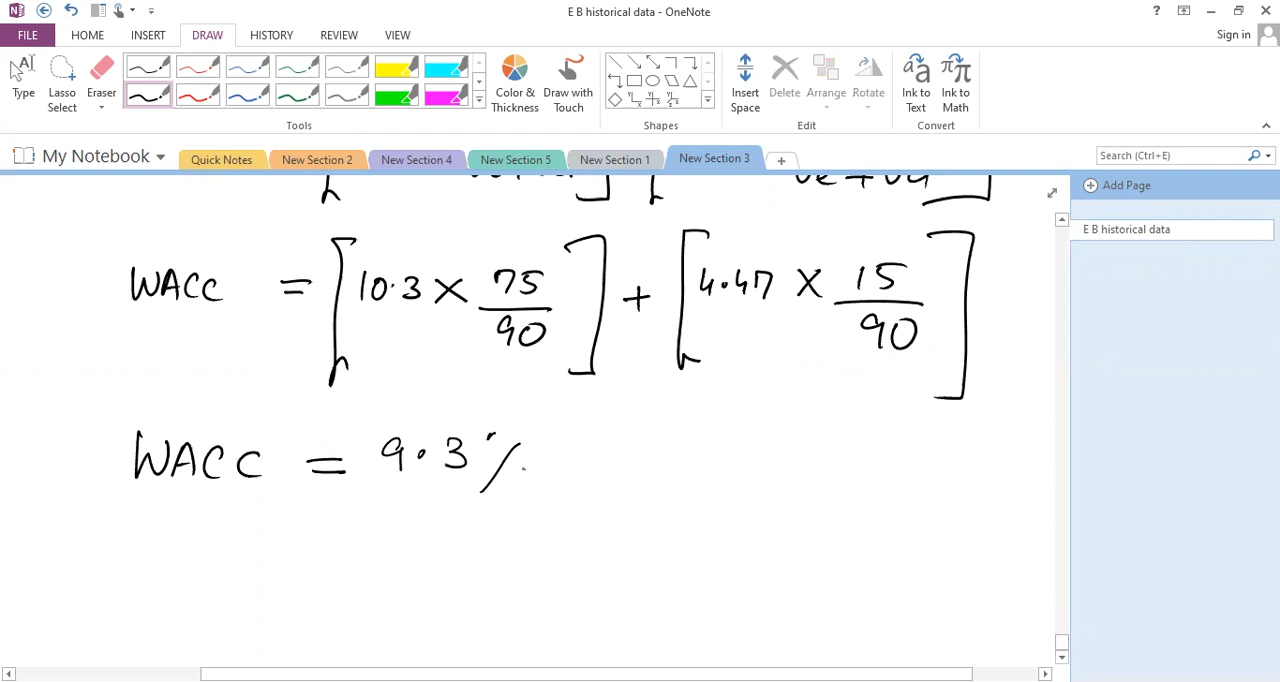 E B historical data - OneNote
? 
FILE HOME INSERT DRAW HISTORY REVIEW VIEW Sign in
Type Lasso Select Eraser Color & Thickness Draw with Touch Insert Space Delete Arrange Rotate Ink to Text Ink to Math
Tools Shapes Edit Convert
My Notebook Quick Notes New Section 2 New Section 4 New Section 5 New Section 1 New Section 3 Search (Ctrl+E)
Add Page
E B historical data
WACC = [10.3 × 75/90] + [4.47 × 15/90]
WACC = 9.3%